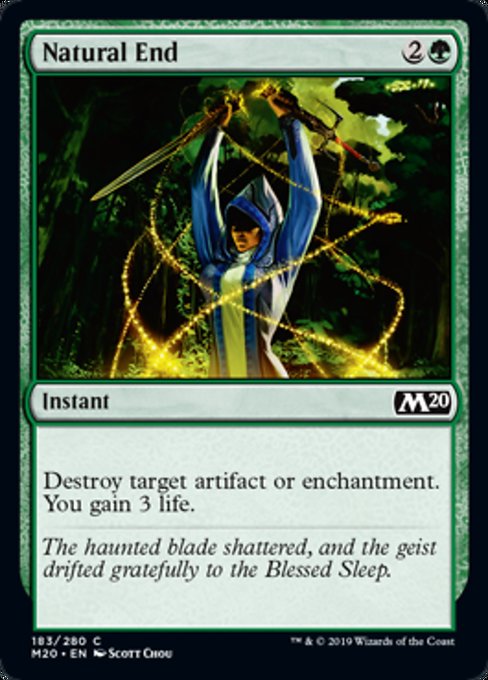 Natural End 2
Instant M20
Destroy target artifact or enchantment.
You gain 3 life.
The haunted blade shattered, and the geist
drifted gratefully to the Blessed Sleep.
183/280 C
M20 • EN Scott Chou
™ & © 2019 Wizards of the Coast